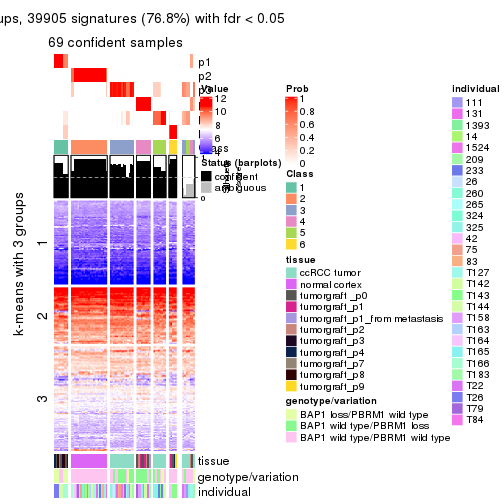 ups, 39905 signatures (76.8%) with fdr < 0.05
69 confident samples
p1
p2
Value
12
10
8
6
4
Class
Status (barplots)
confident
ambiguous
0
k-means with 3 groups
1
2
3
tissue
genotype/variation
individual
Prob
1
0.8
0.6
0.4
0.2
0
Class
1
2
3
4
5
6
tissue
ccRCC tumor
normal cortex
tumorgraft _p0
tumorgraft_p1
tumorgraft_p1_from metastasis
tumorgraft_p2
tumorgraft_p3
tumorgraft_p4
tumorgraft_p7
tumorgraft_p8
tumorgraft_p9
genotype/variation
BAP1 loss/PBRM1 wild type
BAP1 wild type/PBRM1 loss
BAP1 wild type/PBRM1 wild type
individual
111
131
1393
14
1524
209
233
26
260
265
324
325
42
75
83
T127
T142
T143
T144
T158
T163
T164
T165
T166
T183
T22
T26
T79
T84